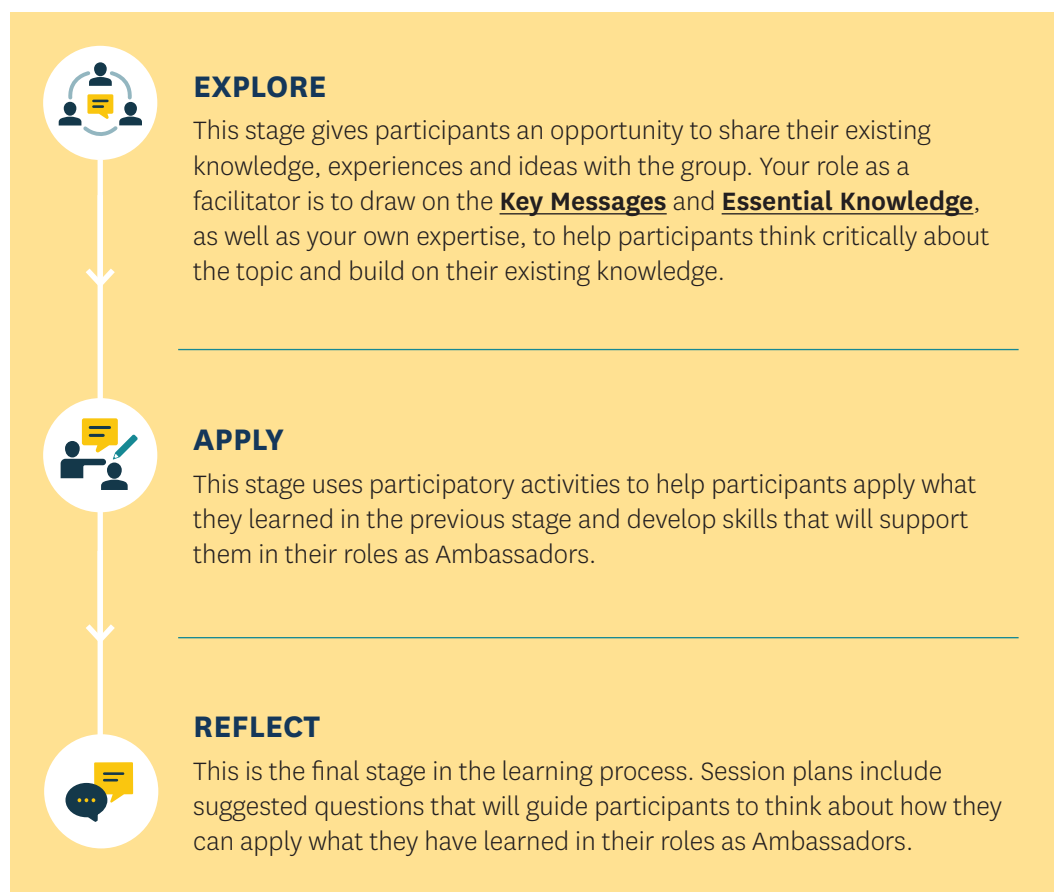 EXPLORE
This stage gives participants an opportunity to share their existing
knowledge, experiences and ideas with the group. Your role as a
facilitator is to draw on the Key Messages and Essential Knowledge,
as well as your own expertise, to help participants think critically about
the topic and build on their existing knowledge.
APPLY
This stage uses participatory activities to help participants apply what
they learned in the previous stage and develop skills that will support
them in their roles as Ambassadors.
REFLECT
This is the final stage in the learning process. Session plans include
suggested questions that will guide participants to think about how they
can apply what they have learned in their roles as Ambassadors.